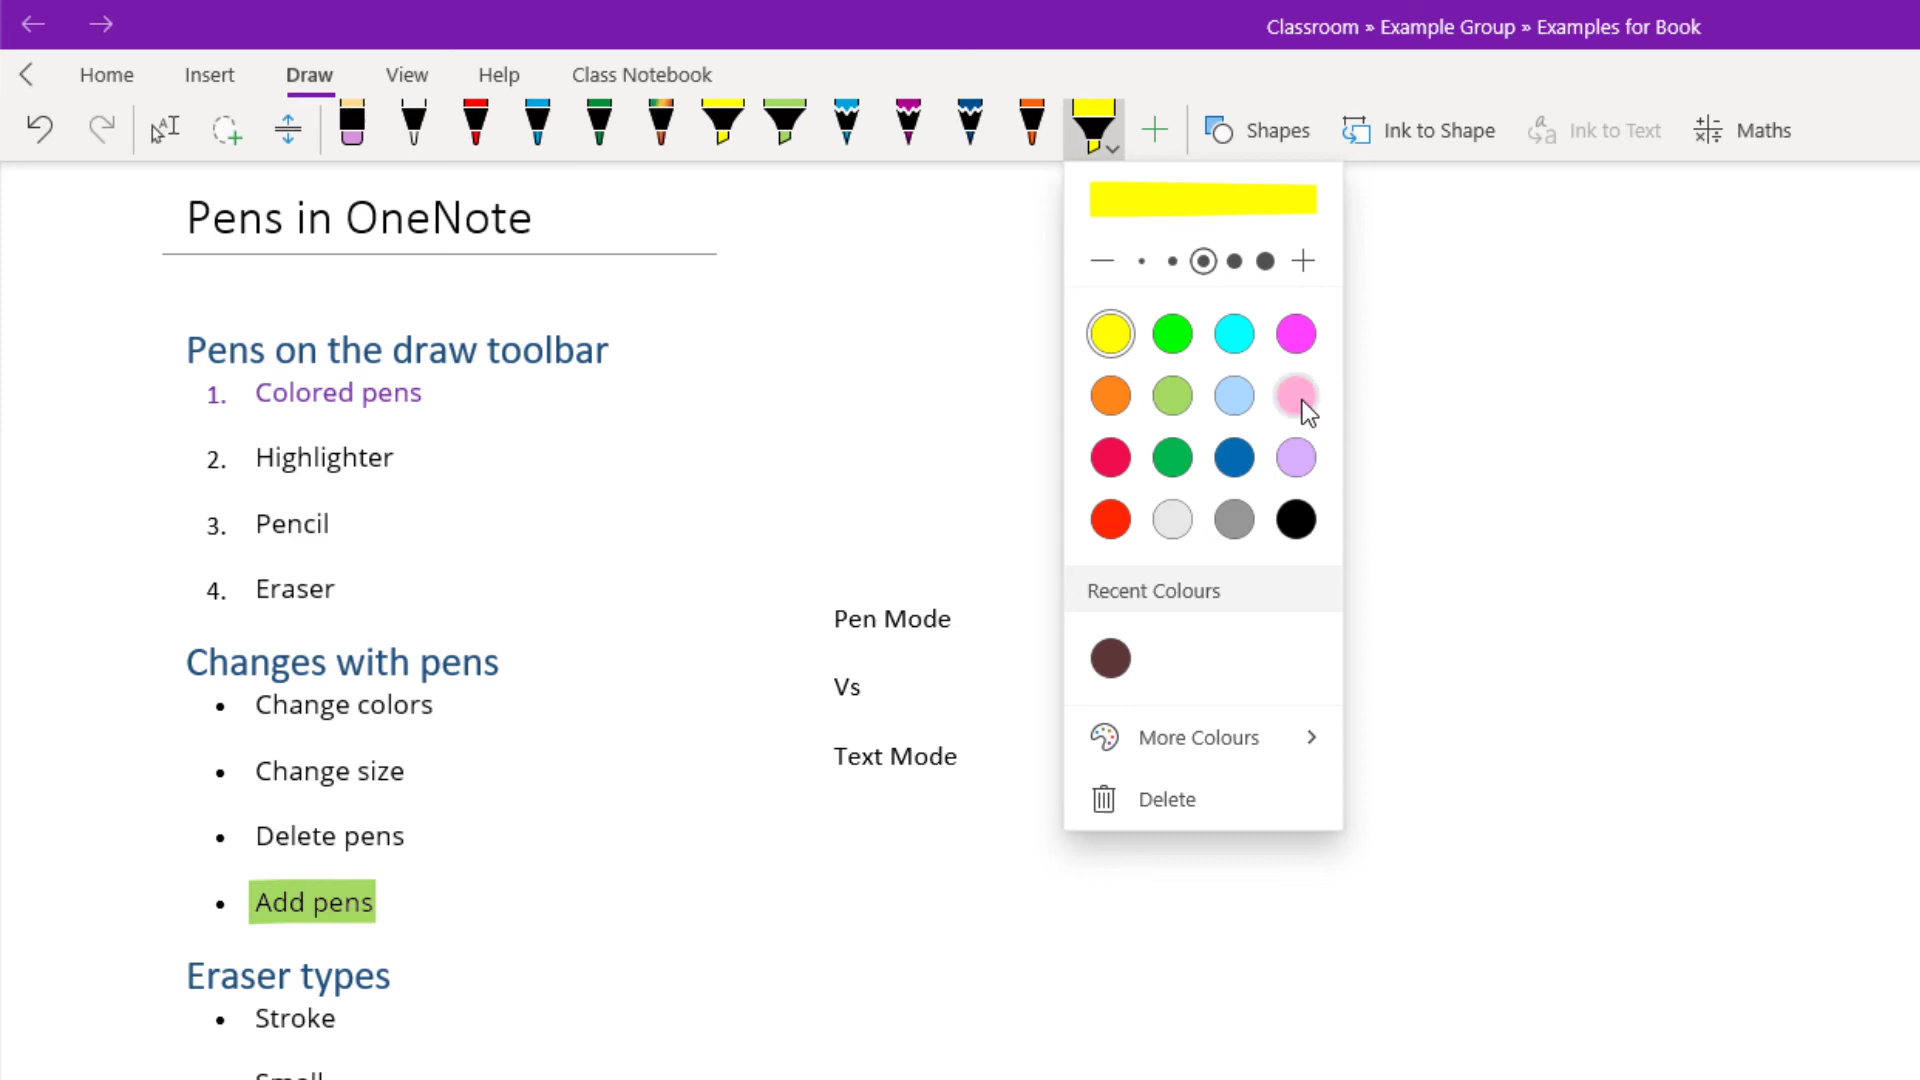 Classroom » Example Group » Examples for Book
Home Insert Draw View Help Class Notebook
Shapes Ink to Shape Ink to Text Maths
Pens in OneNote
Pens on the draw toolbar
1. Colored pens
2. Highlighter
3. Pencil
4. Eraser
Changes with pens
• Change colors
• Change size
• Delete pens
• Add pens
Eraser types
• Stroke
Pen Mode
Vs
Text Mode
Recent Colours
More Colours
Delete